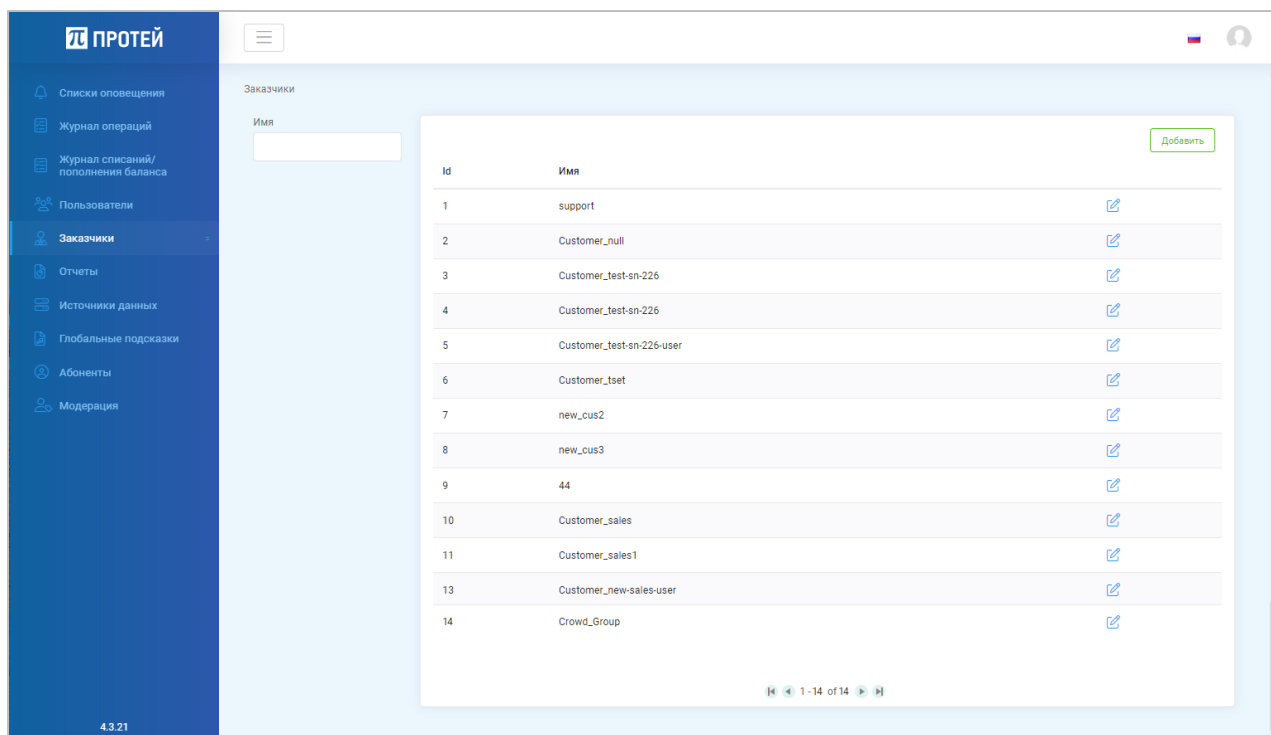 ПРОТЕЙ
Списки оповещения
Журнал операций
Журнал списаний/
пополнения баланса
Пользователи
Заказчики
Отчеты
Источники данных
Глобальные подсказки
Абоненты
Модерация
4.3.21
Заказчики
Имя
Добавить
Id Имя
1 support
2 Customer_null
3 Customer_test-sn-226
4 Customer_test-sn-226
5 Customer_test-sn-226-user
6 Customer_tset
7 new_cus2
8 new_cus3
9 44
10 Customer_sales
11 Customer_sales1
13 Customer_new-sales-user
14 Crowd_Group
1 - 14 of 14